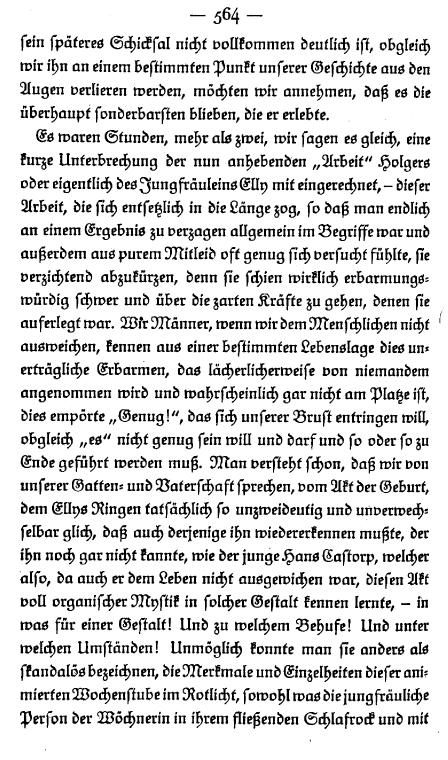 — 564 —
sein späteres Schicksal nicht vollkommen deutlich ist, obgleich
wir ihn an einem bestimmten Punkt unserer Geschichte aus den
Augen verlieren werden, möchten wir annehmen, daß es die
überhaupt sonderbarsten blieben, die er erlebte.
Es waren Stunden, mehr als zwei, wir sagen es gleich, eine
kurze Unterbrechung der nun anhebenden „Arbeit“ Holgers
oder eigentlich des Jungfräuleins Elly mit eingerechnet, – dieser
Arbeit, die sich entsetzlich in die Länge zog, so daß man endlich
an einem Ergebnis zu verzagen allgemein im Begriffe war und
außerdem aus purem Mitleid oft genug sich versucht fühlte, sie
verzichtend abzukürzen, denn sie schien wirklich erbarmungs-
würdig schwer und über die zarten Kräfte zu gehen, denen sie
auferlegt war. Wir Männer, wenn wir dem Menschlichen nicht
ausweichen, kennen aus einer bestimmten Lebenslage dies un-
erträgliche Erbarmen, das lächerlicherweise von niemandem
angenommen wird und wahrscheinlich gar nicht am Platze ist,
dies empörte „Genug!“, das sich unserer Brust entringen will,
obgleich „es“ nicht genug sein will und darf und so oder so zu
Ende geführt werden muß. Man versteht schon, daß wir von
unserer Gatten- und Vaterschaft sprechen, vom Akt der Geburt,
dem Ellys Ringen tatsächlich so unzweideutig und unverwech-
selbar glich, daß auch derjenige ihn wiedererkennen mußte, der
ihn noch gar nicht kannte, wie der junge Hans Castorp, welcher
also, da auch er dem Leben nicht ausgewichen war, diesen Akt
voll organischer Mystik in solcher Gestalt kennen lernte, – in
was für einer Gestalt! Und zu welchem Behufe! Und unter
welchen Umständen! Unmöglich konnte man sie anders als
skandalös bezeichnen, die Merkmale und Einzelheiten dieser ani-
mierten Wochenstube im Rotlicht, sowohl was die jungfräuliche
Person der Wöchnerin in ihrem fließenden Schlafrock und mit